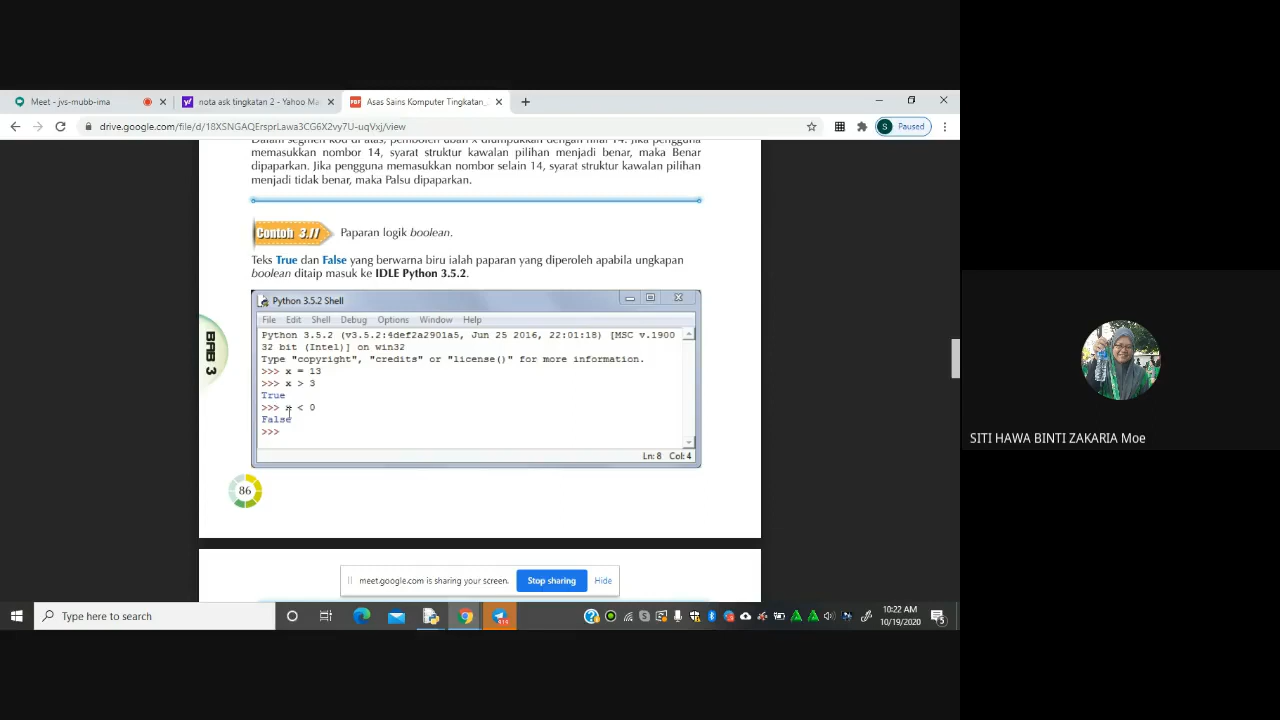 Meet - jvs-mubb-ima
nota ask tingkatan 2 - Yahoo Ma
Asas Sains Komputer Tingkatan_
drive.google.com/file/d/18XSNGAQErsprLawa3CG6X2vy7U-uqVxj/view
S Paused
memasukkan nombor 14, syarat struktur kawalan pilihan menjadi benar, maka Benar
dipaparkan. Jika pengguna memasukkan nombor selain 14, syarat struktur kawalan pilihan
menjadi tidak benar, maka Palsu dipaparkan.
Contoh 3.11 Paparan logik boolean.
Teks True dan False yang berwarna biru ialah paparan yang diperoleh apabila ungkapan
boolean ditaip masuk ke IDLE Python 3.5.2.
Python 3.5.2 Shell
File Edit Shell Debug Options Window Help
Python 3.5.2 (v3.5.2:4def2a2901a5, Jun 25 2016, 22:01:18) [MSC v.1900
32 bit (Intel)] on win32
Type "copyright", "credits" or "license()" for more information.
>>> x = 13
>>> x > 3
True
>>> x < 0
False
>>>
Ln: 8 Col: 4
BAB 3
86
meet.google.com is sharing your screen. Stop sharing Hide
SITI HAWA BINTI ZAKARIA Moe
Type here to search
10:22 AM
10/19/2020
5